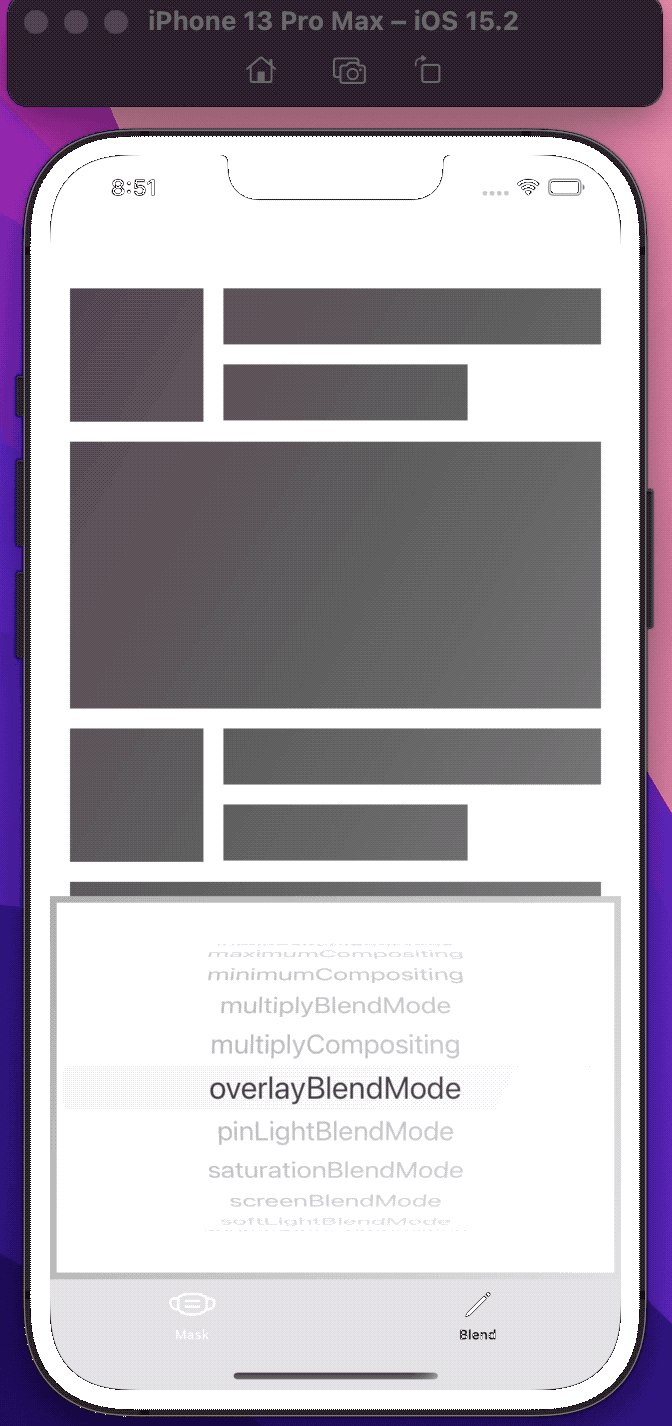 iPhone 13 Pro Max – iOS 15.2
8:51
maximumCompositing
minimumCompositing
multiplyBlendMode
multiplyCompositing
overlayBlendMode
pinLightBlendMode
saturationBlendMode
screenBlendMode
softLightBlendMode
Mask
Blend